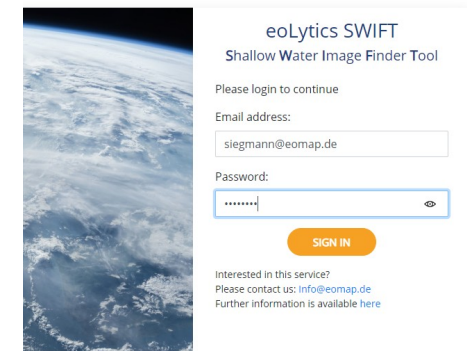 eoLytics SWIFT
Shallow Water Image Finder Tool
Please login to continue
Email address:
siegmann@eomap.de
Password:
••••••••
SIGN IN
Interested in this service?
Please contact us: Info@eomap.de
Further information is available here